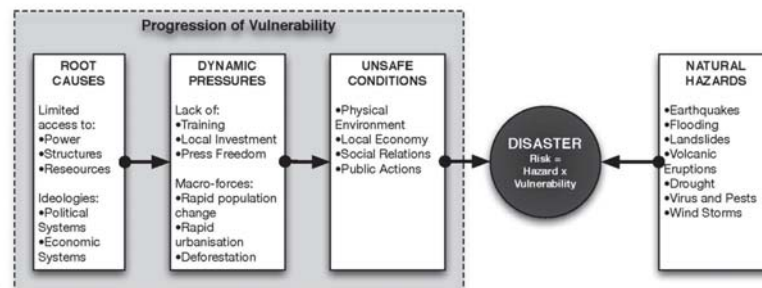 Progression of Vulnerability
ROOT
CAUSES
Limited
access to:
•Power
•Structures
•Reseources
Ideologies:
•Political
Systems
•Economic
Systems
DYNAMIC
PRESSURES
Lack of:
•Training
•Local Investment
•Press Freedom
Macro-forces:
•Rapid population
change
•Rapid
urbanisation
•Deforestation
UNSAFE
CONDITIONS
•Physical
Environment
•Local Economy
•Social Relations
•Public Actions
DISASTER
Risk =
Hazard x
Vulnerability
NATURAL
HAZARDS
•Earthquakes
•Flooding
•Landslides
•Volcanic
Eruptions
•Drought
•Virus and Pests
•Wind Storms